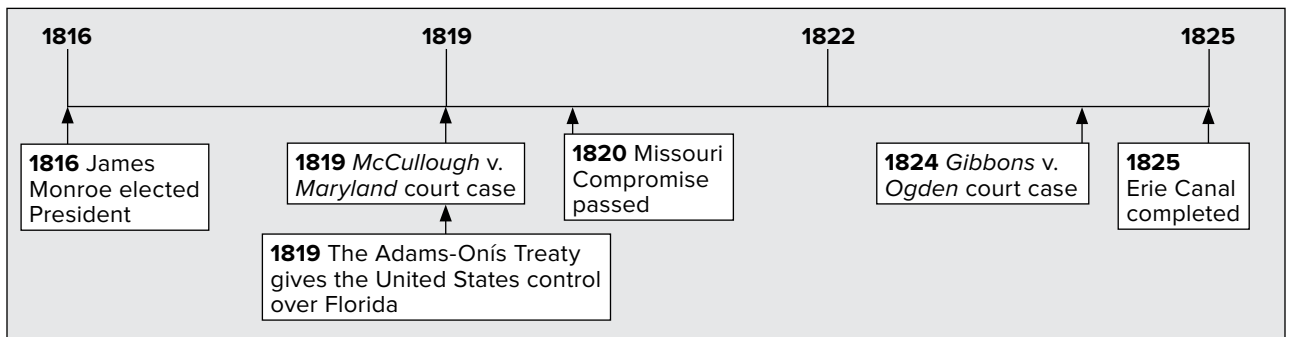 1816 1819 1822 1825
1816 James
Monroe elected
President
1819 McCullough v.
Maryland court case
1819 The Adams-Onís Treaty
gives the United States control
over Florida
1820 Missouri
Compromise
passed
1824 Gibbons v.
Ogden court case
1825
Erie Canal
completed